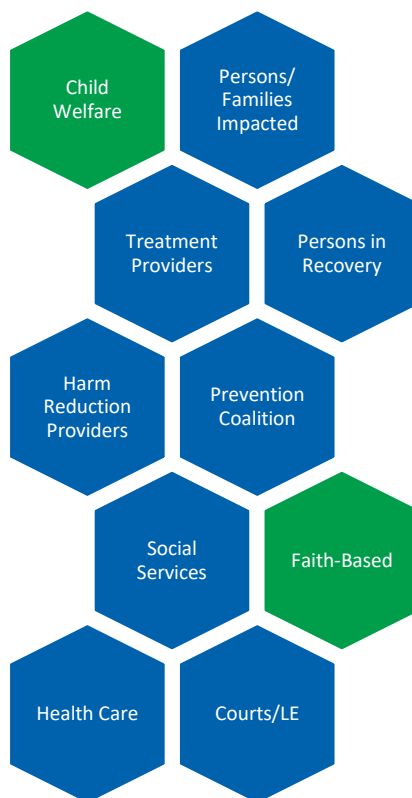 Child
Welfare
Persons/
Families
Impacted
Treatment
Providers
Persons in
Recovery
Harm
Reduction
Providers
Prevention
Coalition
Social
Services
Faith-Based
Health Care
Courts/LE